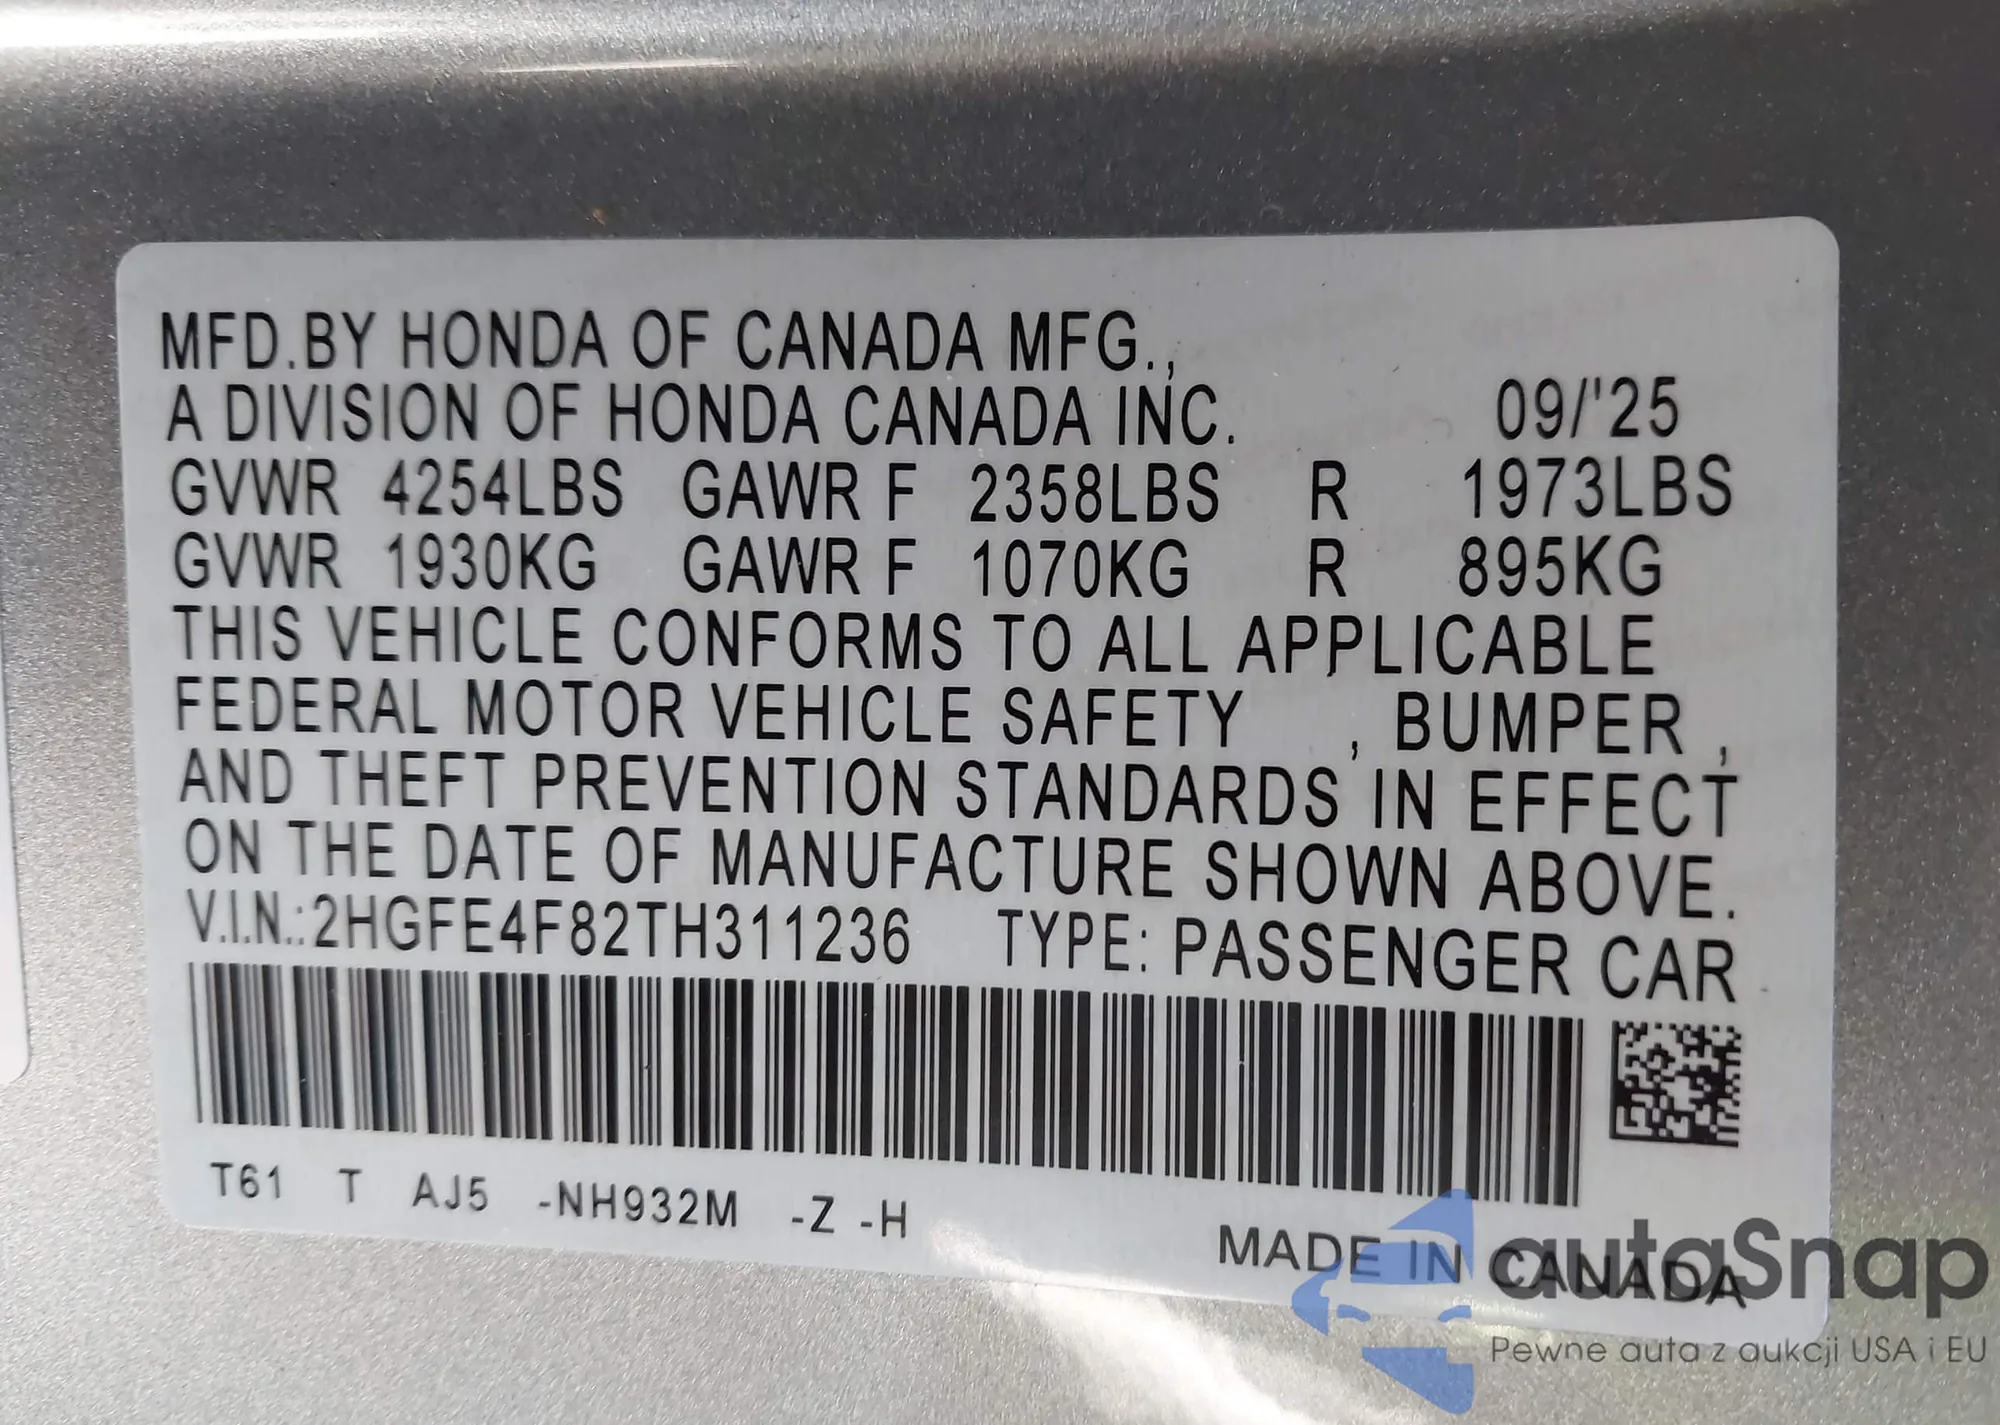 MFD.BY HONDA OF CANADA MFG.,
A DIVISION OF HONDA CANADA INC. 09/'25
GVWR 4254LBS GAWR F 2358LBS R 1973LBS
GVWR 1930KG GAWR F 1070KG R 895KG
THIS VEHICLE CONFORMS TO ALL APPLICABLE
FEDERAL MOTOR VEHICLE SAFETY , BUMPER ,
AND THEFT PREVENTION STANDARDS IN EFFECT
ON THE DATE OF MANUFACTURE SHOWN ABOVE.
V.I.N.:2HGFE4F82TH311236 TYPE: PASSENGER CAR
T61 T AJ5 -NH932M -Z -H
MADE IN CANADA
autoSnap
Pewne auta z aukcji USA i EU